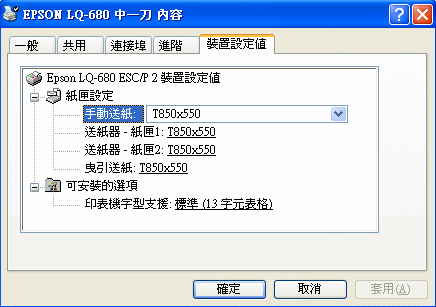 EPSON LQ-680 中一刀 內容
一般 共用 連接埠 進階 裝置設定值
Epson LQ-680 ESC/P 2 裝置設定值
紙匣設定
手動送紙: T850x550
送紙器 - 紙匣1: T850x550
送紙器 - 紙匣2: T850x550
曳引送紙: T850x550
可安裝的選項
印表機字型支援: 標準 (13 字元表格)
確定 取消 套用(A)